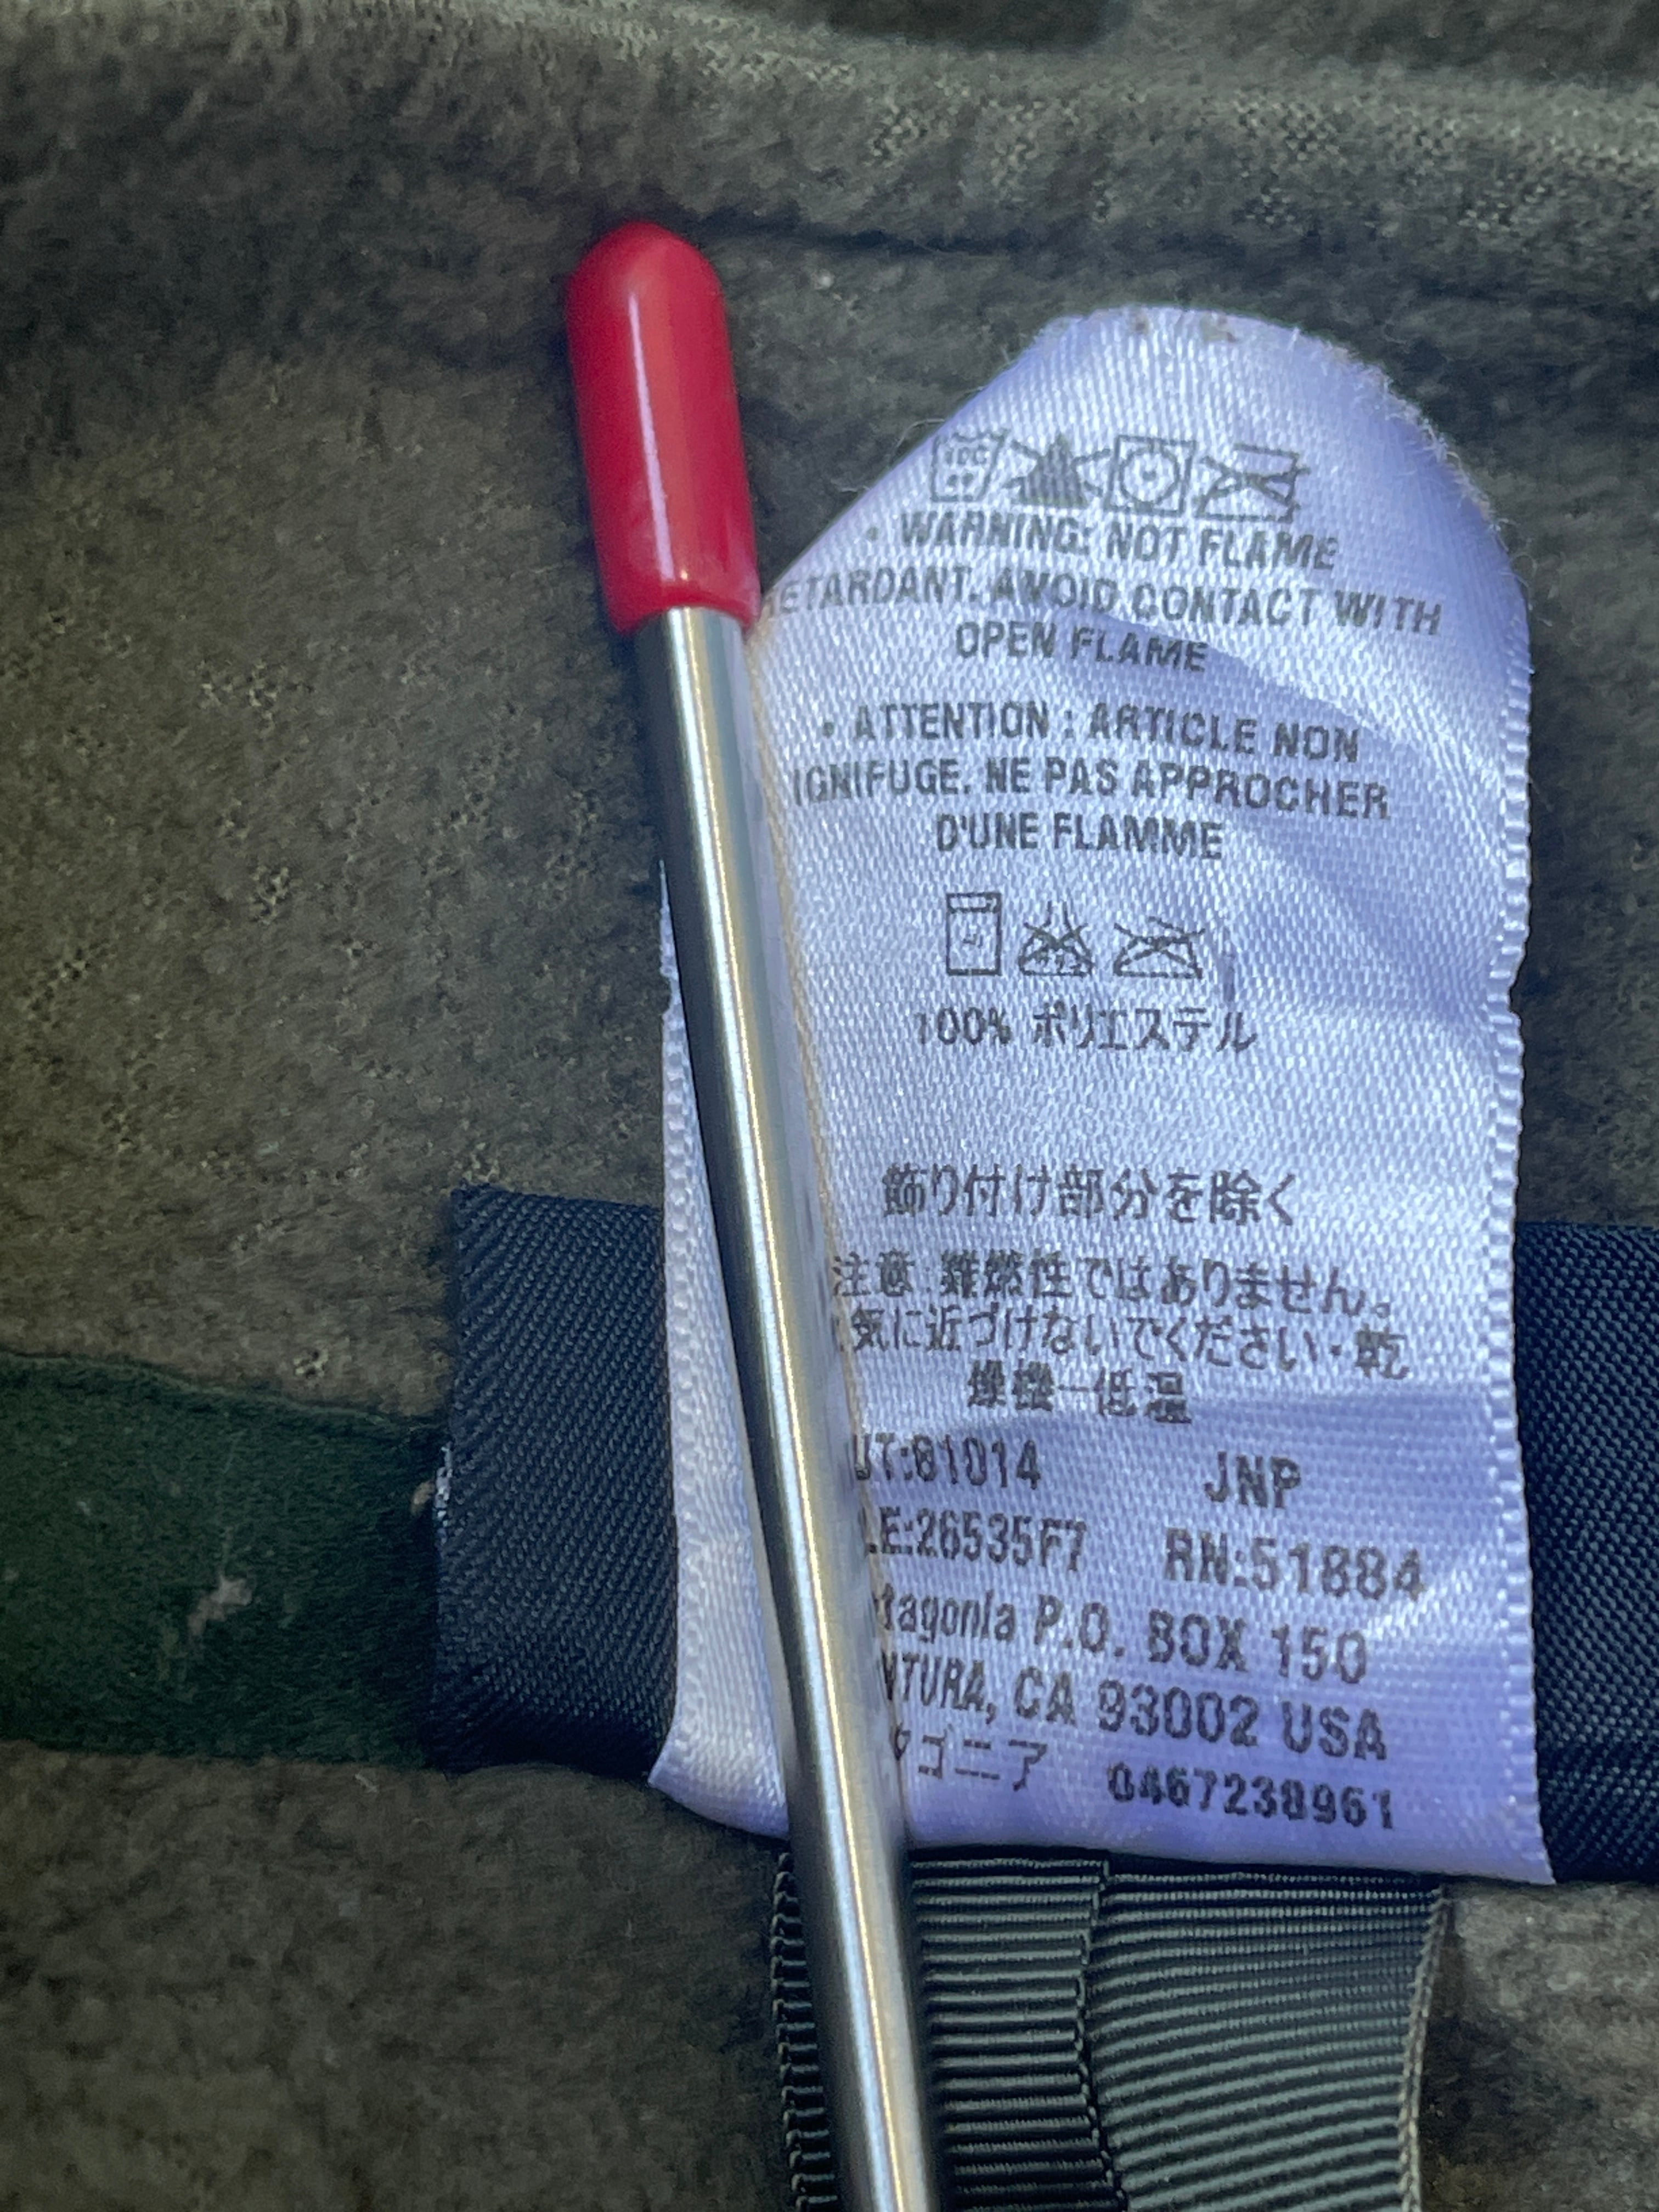 • WARNING: NOT FLAME
ETARDANT. AVOID CONTACT WITH
OPEN FLAME
• ATTENTION : ARTICLE NON
IGNIFUGE. NE PAS APPROCHER
D'UNE FLAMME
100% ポリエステル
飾り付け部分を除く
注意 難燃性ではありません。
気に近づけないでください・乾
燥機ー低温
UT:81014 JNP
LE:26535F7 RN:51884
tagonia P.O. BOX 150
NTURA, CA 93002 USA
タゴニア 0467238961